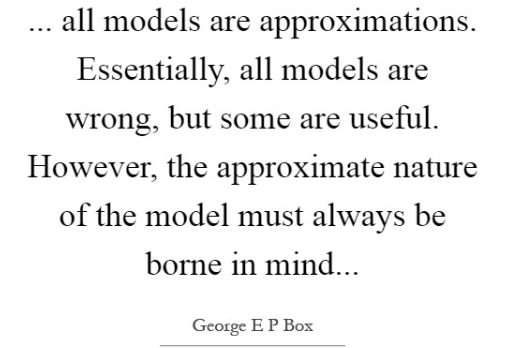 ... all models are approximations.
Essentially, all models are
wrong, but some are useful.
However, the approximate nature
of the model must always be
borne in mind...
George E P Box